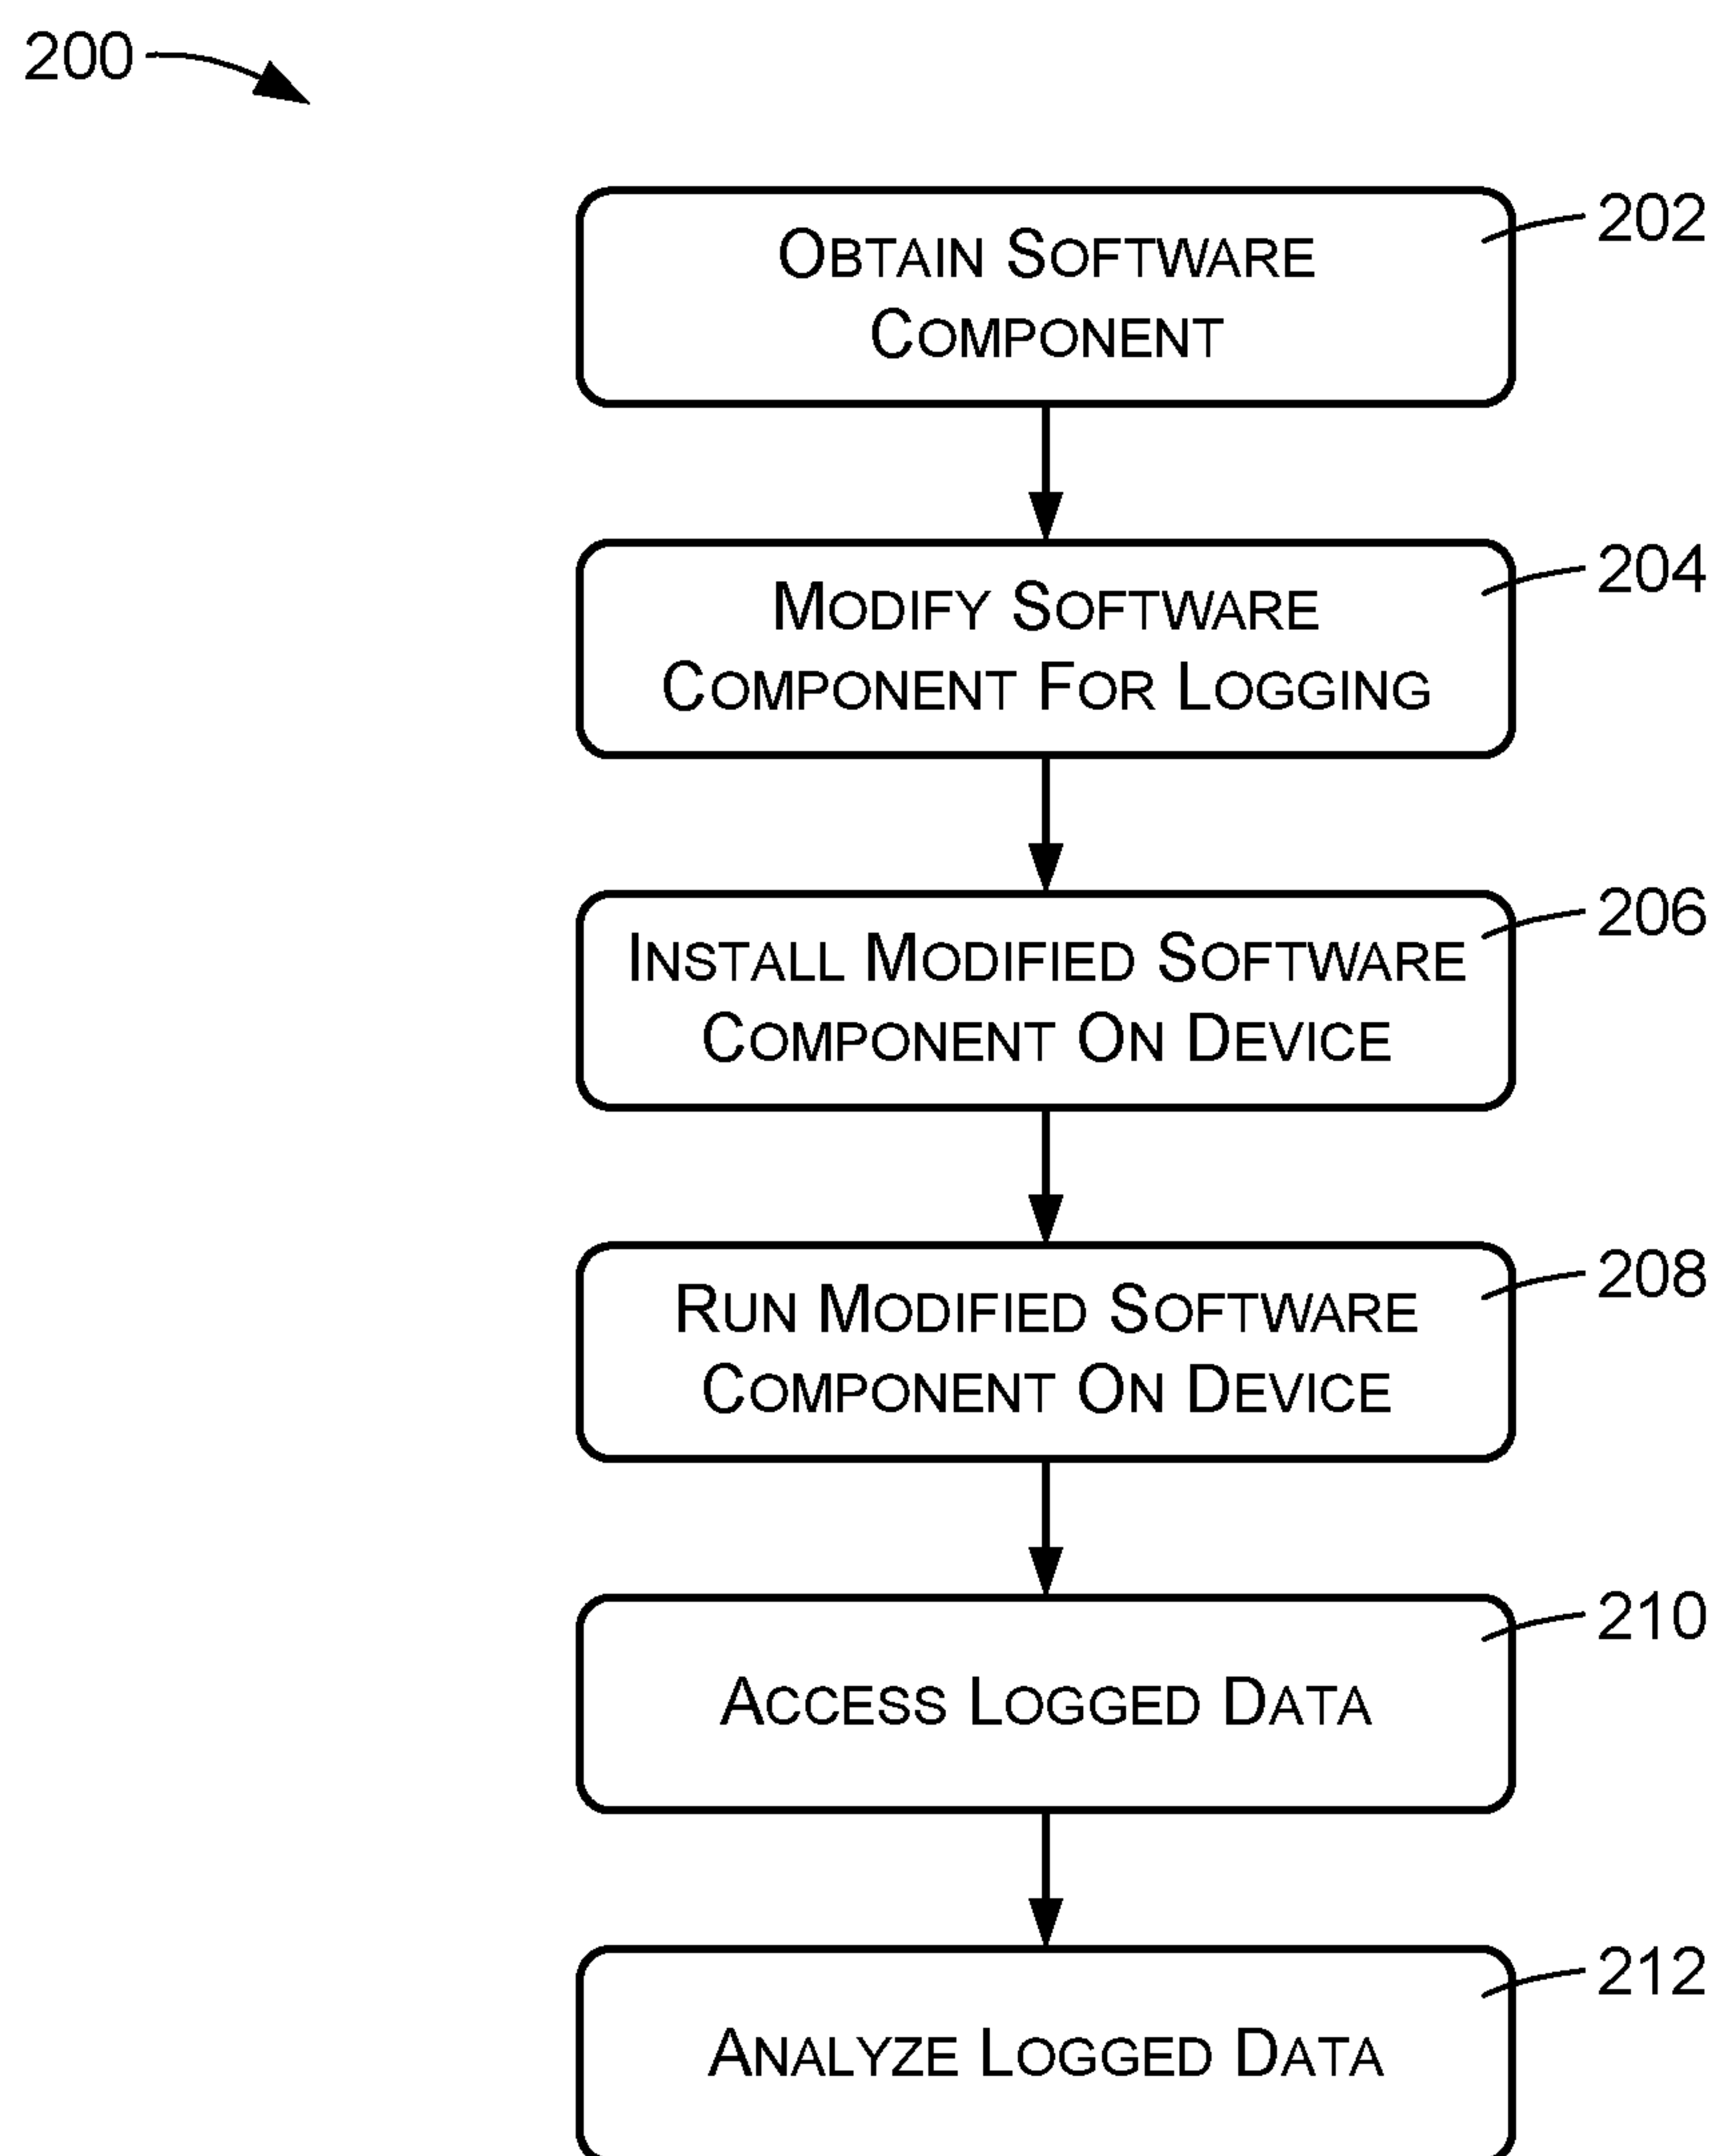 200
OBTAIN SOFTWARE
COMPONENT
202
MODIFY SOFTWARE
COMPONENT FOR LOGGING
204
INSTALL MODIFIED SOFTWARE
COMPONENT ON DEVICE
206
RUN MODIFIED SOFTWARE
COMPONENT ON DEVICE
208
ACCESS LOGGED DATA
210
ANALYZE LOGGED DATA
212